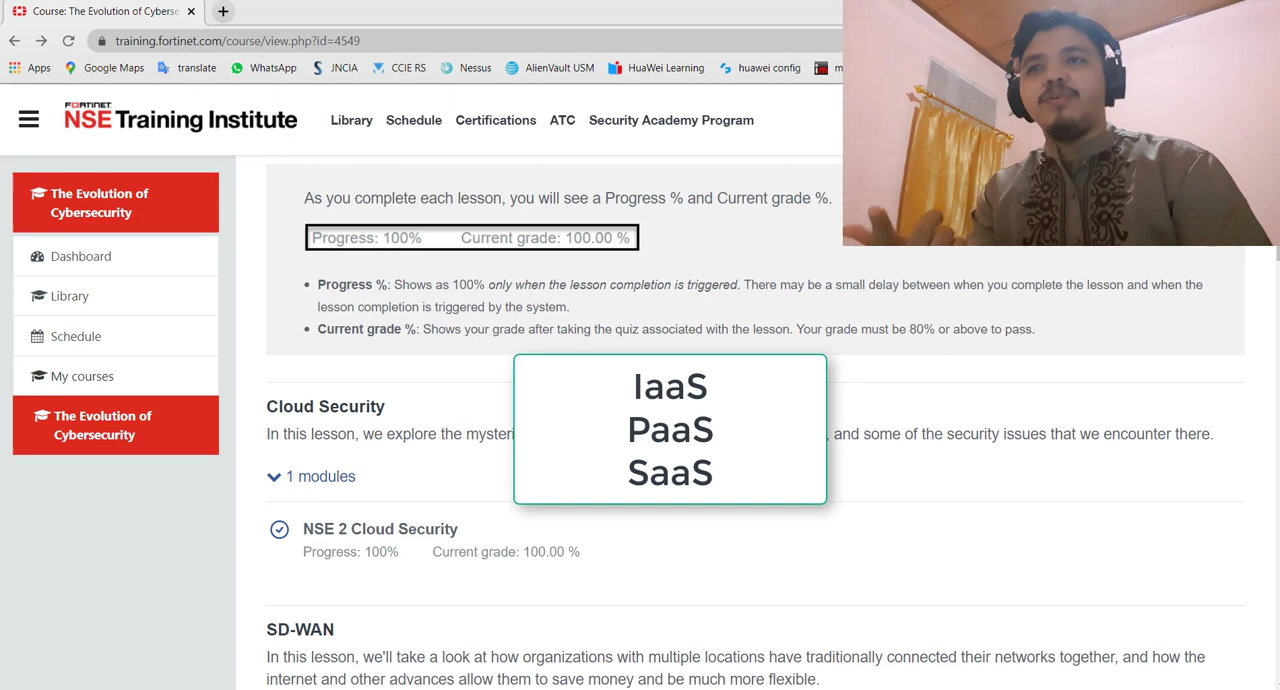 Course: The Evolution of Cyberse
training.fortinet.com/course/view.php?id=4549
Apps Google Maps translate WhatsApp JNCIA CCIE RS Nessus AlienVault USM HuaWei Learning huawei config m
FORTINET
NSE Training Institute
Library Schedule Certifications ATC Security Academy Program
The Evolution of
Cybersecurity
Dashboard
Library
Schedule
My courses
The Evolution of
Cybersecurity
As you complete each lesson, you will see a Progress % and Current grade %.
Progress: 100% Current grade: 100.00 %
• Progress %: Shows as 100% only when the lesson completion is triggered. There may be a small delay between when you complete the lesson and when the
lesson completion is triggered by the system.
• Current grade %: Shows your grade after taking the quiz associated with the lesson. Your grade must be 80% or above to pass.
IaaS
PaaS
SaaS
Cloud Security
In this lesson, we explore the mysteri , and some of the security issues that we encounter there.
1 modules
NSE 2 Cloud Security
Progress: 100% Current grade: 100.00 %
SD-WAN
In this lesson, we'll take a look at how organizations with multiple locations have traditionally connected their networks together, and how the
internet and other advances allow them to save money and be much more flexible.